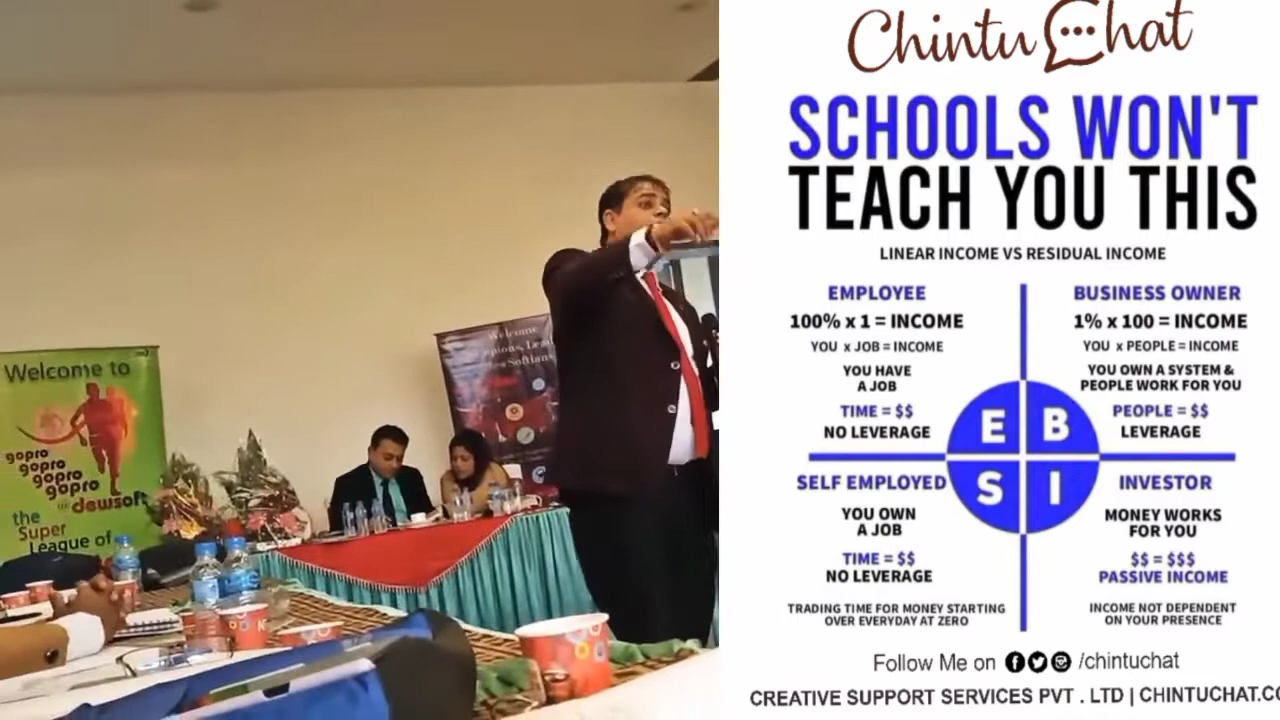 Welcome to
gopro
gopro
gopro
gopro
dewsoft
the
Super
League of
Welcome
Chintu Chat
SCHOOLS WON'T
TEACH YOU THIS
LINEAR INCOME VS RESIDUAL INCOME
EMPLOYEE
100% x 1 = INCOME
YOU x JOB = INCOME
YOU HAVE
A JOB
TIME = $$
NO LEVERAGE
BUSINESS OWNER
1% x 100 = INCOME
YOU x PEOPLE = INCOME
YOU OWN A SYSTEM &
PEOPLE WORK FOR YOU
PEOPLE = $$
LEVERAGE
E B
S I
SELF EMPLOYED
YOU OWN
A JOB
TIME = $$
NO LEVERAGE
TRADING TIME FOR MONEY STARTING
OVER EVERYDAY AT ZERO
INVESTOR
MONEY WORKS
FOR YOU
$$ = $$$
PASSIVE INCOME
INCOME NOT DEPENDENT
ON YOUR PRESENCE
Follow Me on /chintuchat
CREATIVE SUPPORT SERVICES PVT . LTD | CHINTUCHAT.CO